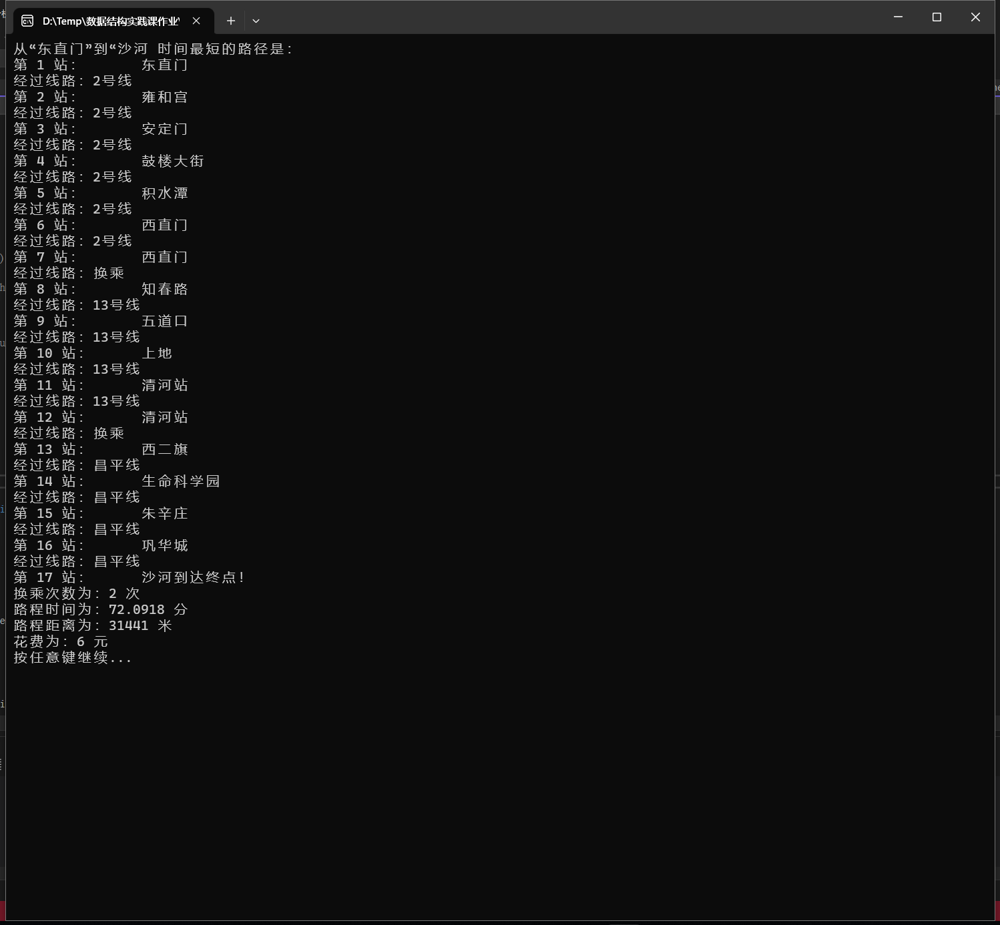 D:\Temp\数据结构实践课作业\
从“东直门”到“沙河 时间最短的路径是：
第 1 站： 东直门
经过线路：2号线
第 2 站： 雍和宫
经过线路：2号线
第 3 站： 安定门
经过线路：2号线
第 4 站： 鼓楼大街
经过线路：2号线
第 5 站： 积水潭
经过线路：2号线
第 6 站： 西直门
经过线路：2号线
第 7 站： 西直门
经过线路：换乘
第 8 站： 知春路
经过线路：13号线
第 9 站： 五道口
经过线路：13号线
第 10 站： 上地
经过线路：13号线
第 11 站： 清河站
经过线路：13号线
第 12 站： 清河站
经过线路：换乘
第 13 站： 西二旗
经过线路：昌平线
第 14 站： 生命科学园
经过线路：昌平线
第 15 站： 朱辛庄
经过线路：昌平线
第 16 站： 巩华城
经过线路：昌平线
第 17 站： 沙河到达终点！
换乘次数为：2 次
路程时间为：72.0918 分
路程距离为：31441 米
花费为：6 元
按任意键继续...